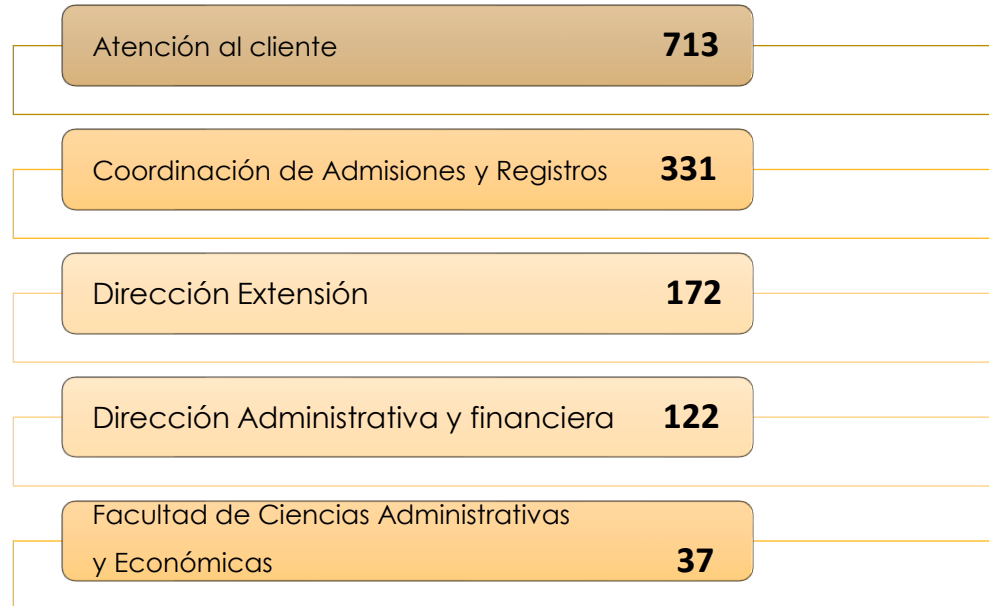 Atención al cliente 713
Coordinación de Admisiones y Registros 331
Dirección Extensión 172
Dirección Administrativa y financiera 122
Facultad de Ciencias Administrativas
y Económicas 37